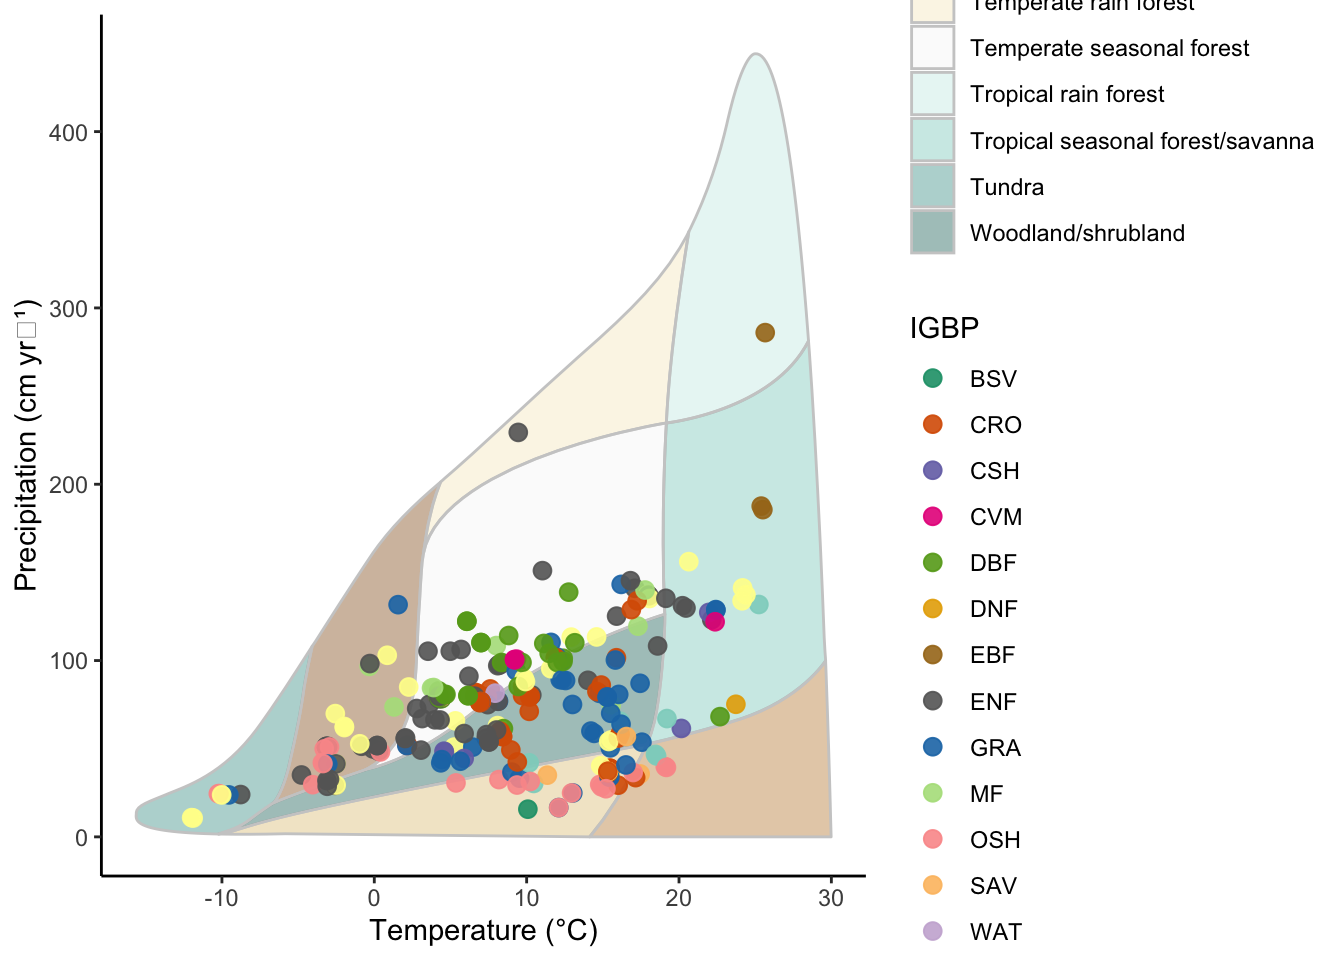 Temperate rain forest
Temperate seasonal forest
Tropical rain forest
Tropical seasonal forest/savanna
Tundra
Woodland/shrubland
IGBP
BSV
CRO
CSH
CVM
DBF
DNF
EBF
ENF
GRA
MF
OSH
SAV
WAT
Precipitation (cm yr□¹)
400
300
200
100
0
-10
0
10
20
30
Temperature (°C)